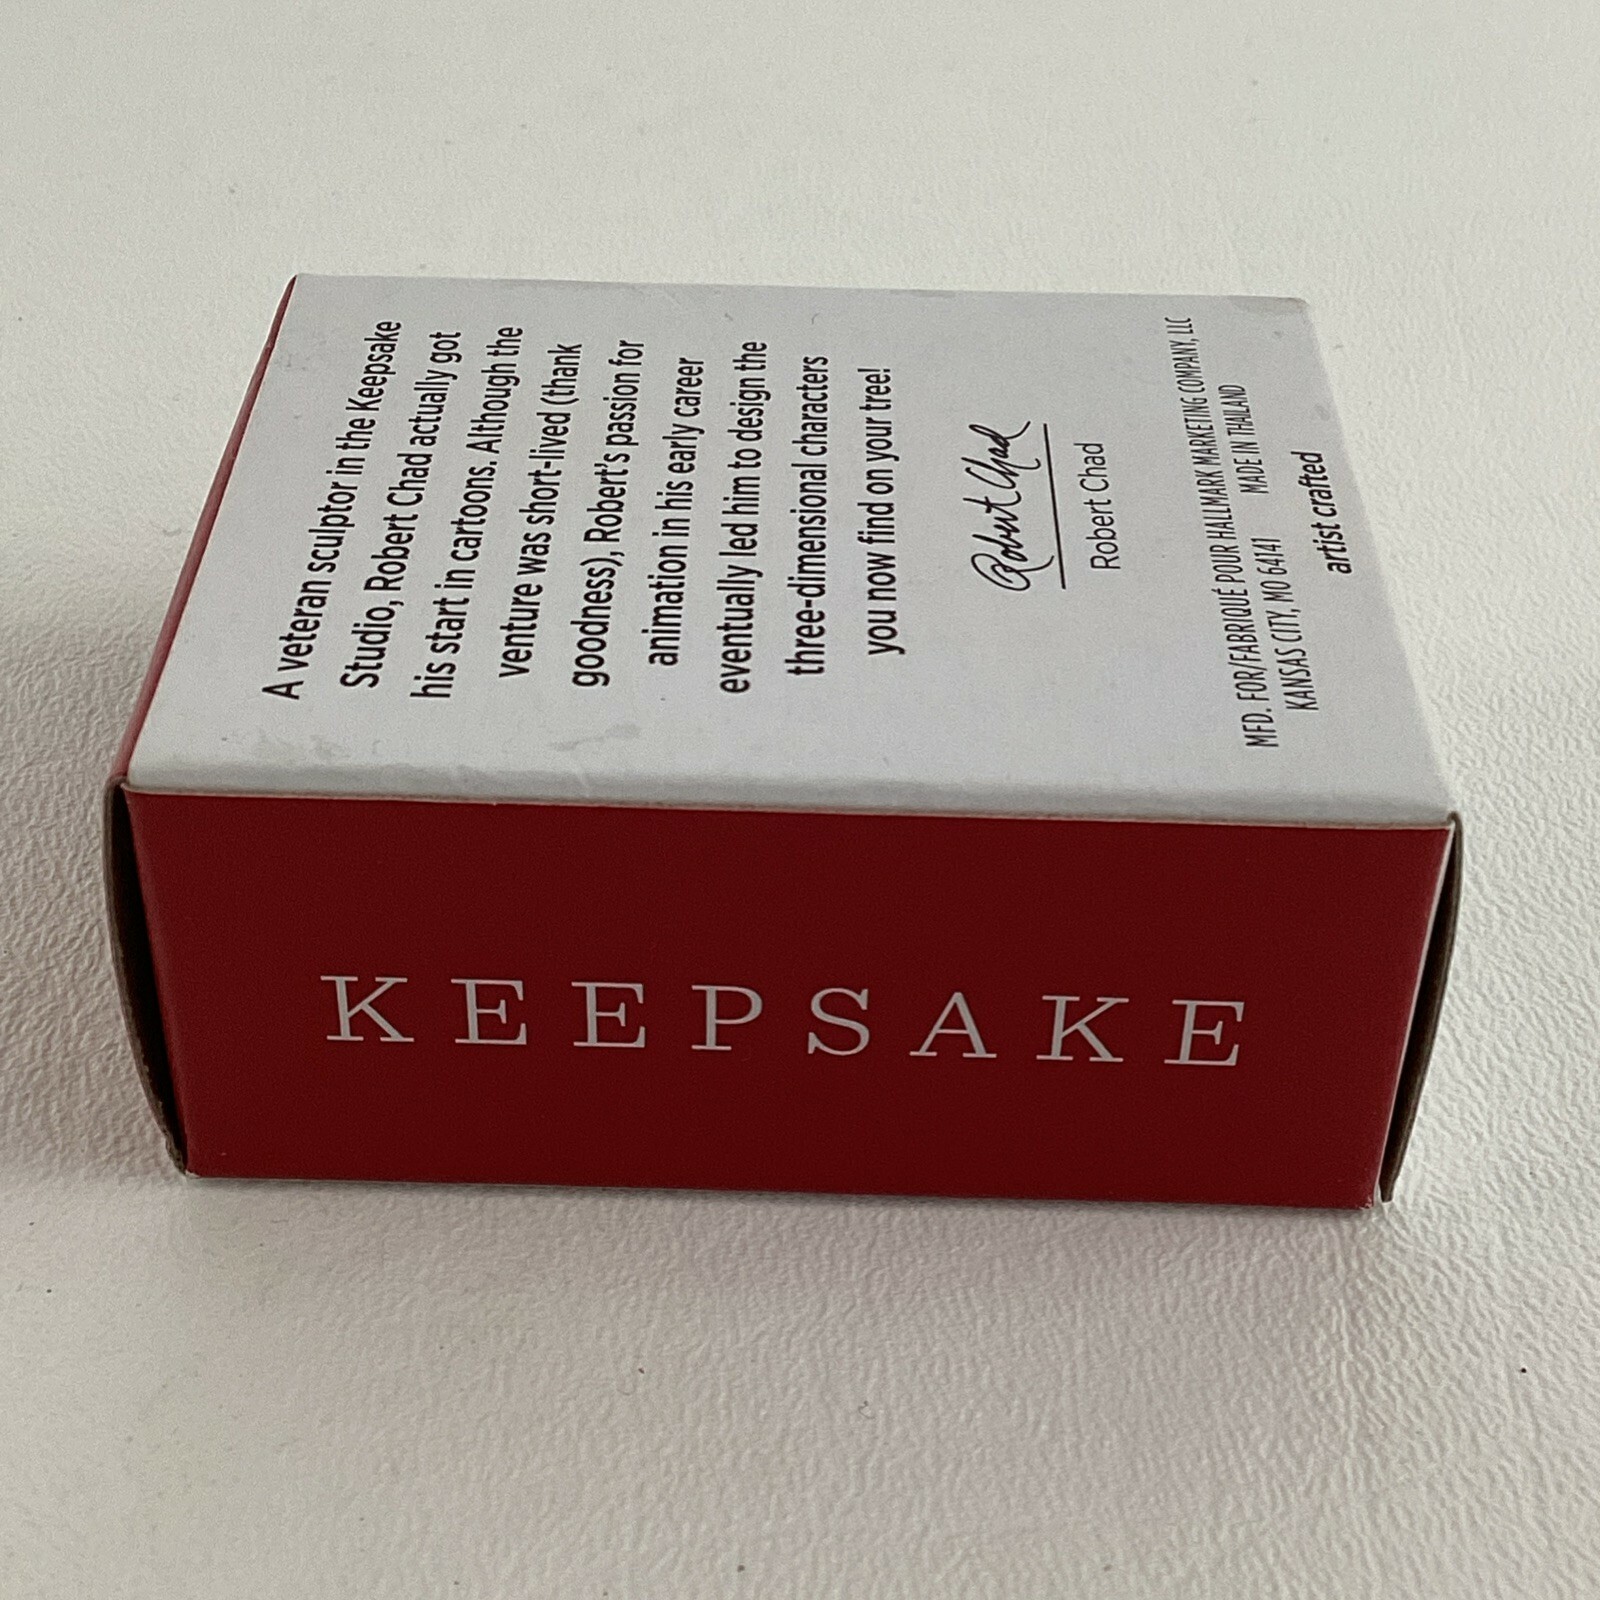 A veteran sculptor in the Keepsake
Studio, Robert Chad actually got
his start in cartoons. Although the
venture was short-lived (thank
goodness), Robert's passion for
animation in his early career
eventually led him to design the
three-dimensional characters
you now find on your tree!
Robert Chad
Robert Chad
MFD. FOR/FABRIQUÉ POUR HALLMARK MARKETING COMPANY, LLC
KANSAS CITY, MO 64141 MADE IN THAILAND
artist crafted
KEEPSAKE